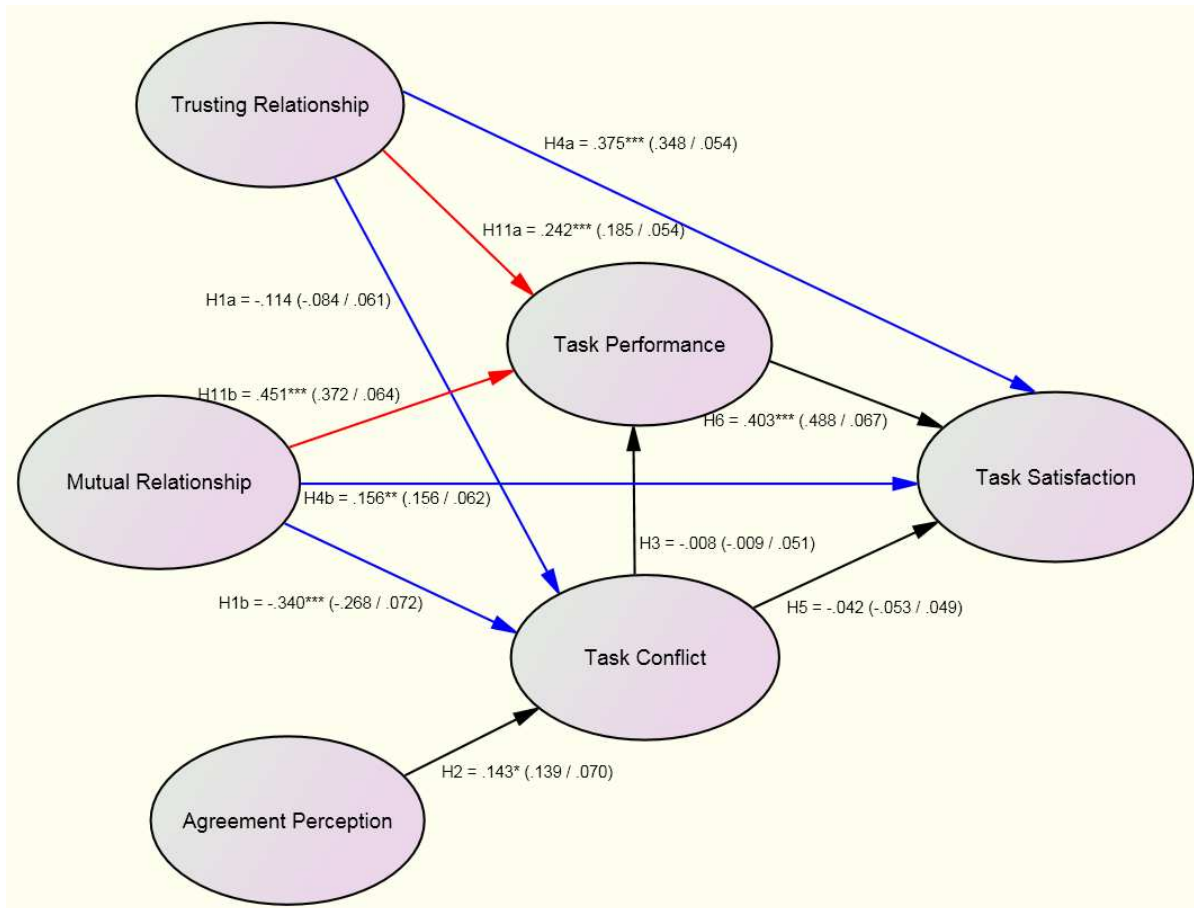 Trusting Relationship
H4a = .375*** (.348 / .054)
H11a = .242*** (.185 / .054)
H1a = -.114 (-.084 / .061)
Task Performance
H11b = .451*** (.372 / .064)
H6 = .403*** (.488 / .067)
Mutual Relationship
Task Satisfaction
H4b = .156** (.156 / .062)
H3 = -.008 (-.009 / .051)
H1b = -.340*** (-.268 / .072)
H5 = -.042 (-.053 / .049)
Task Conflict
H2 = .143* (.139 / .070)
Agreement Perception